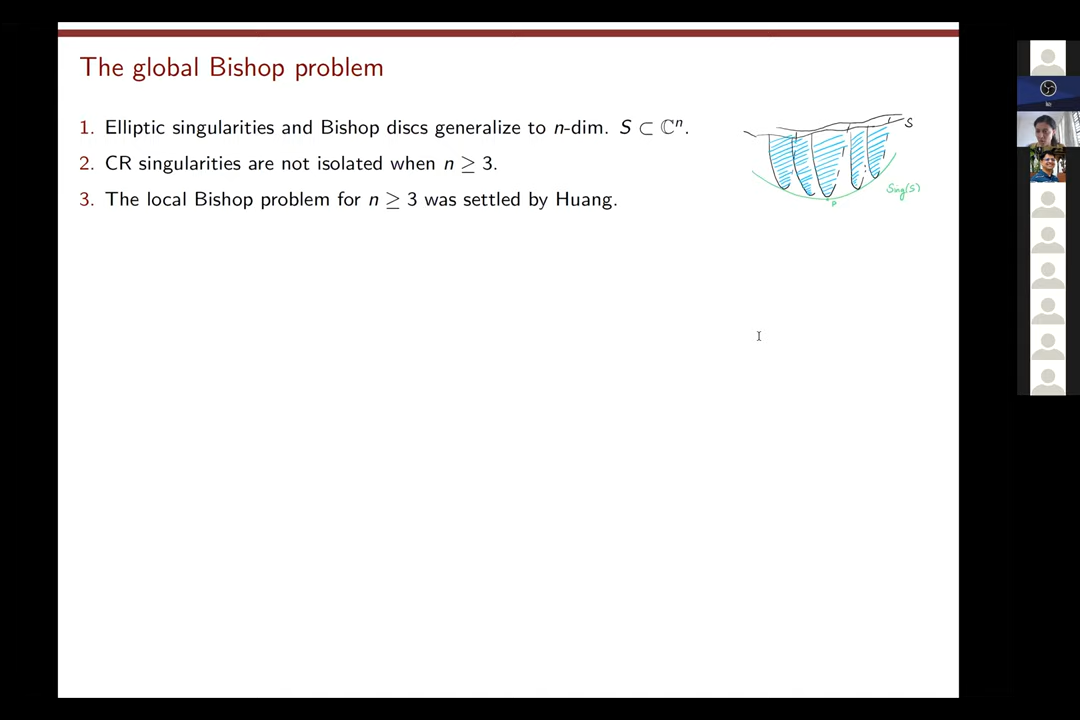 The global Bishop problem
1. Elliptic singularities and Bishop discs generalize to n-dim. S ⊂ ℂⁿ.
2. CR singularities are not isolated when n ≥ 3.
3. The local Bishop problem for n ≥ 3 was settled by Huang.
S
Sing(S)
P